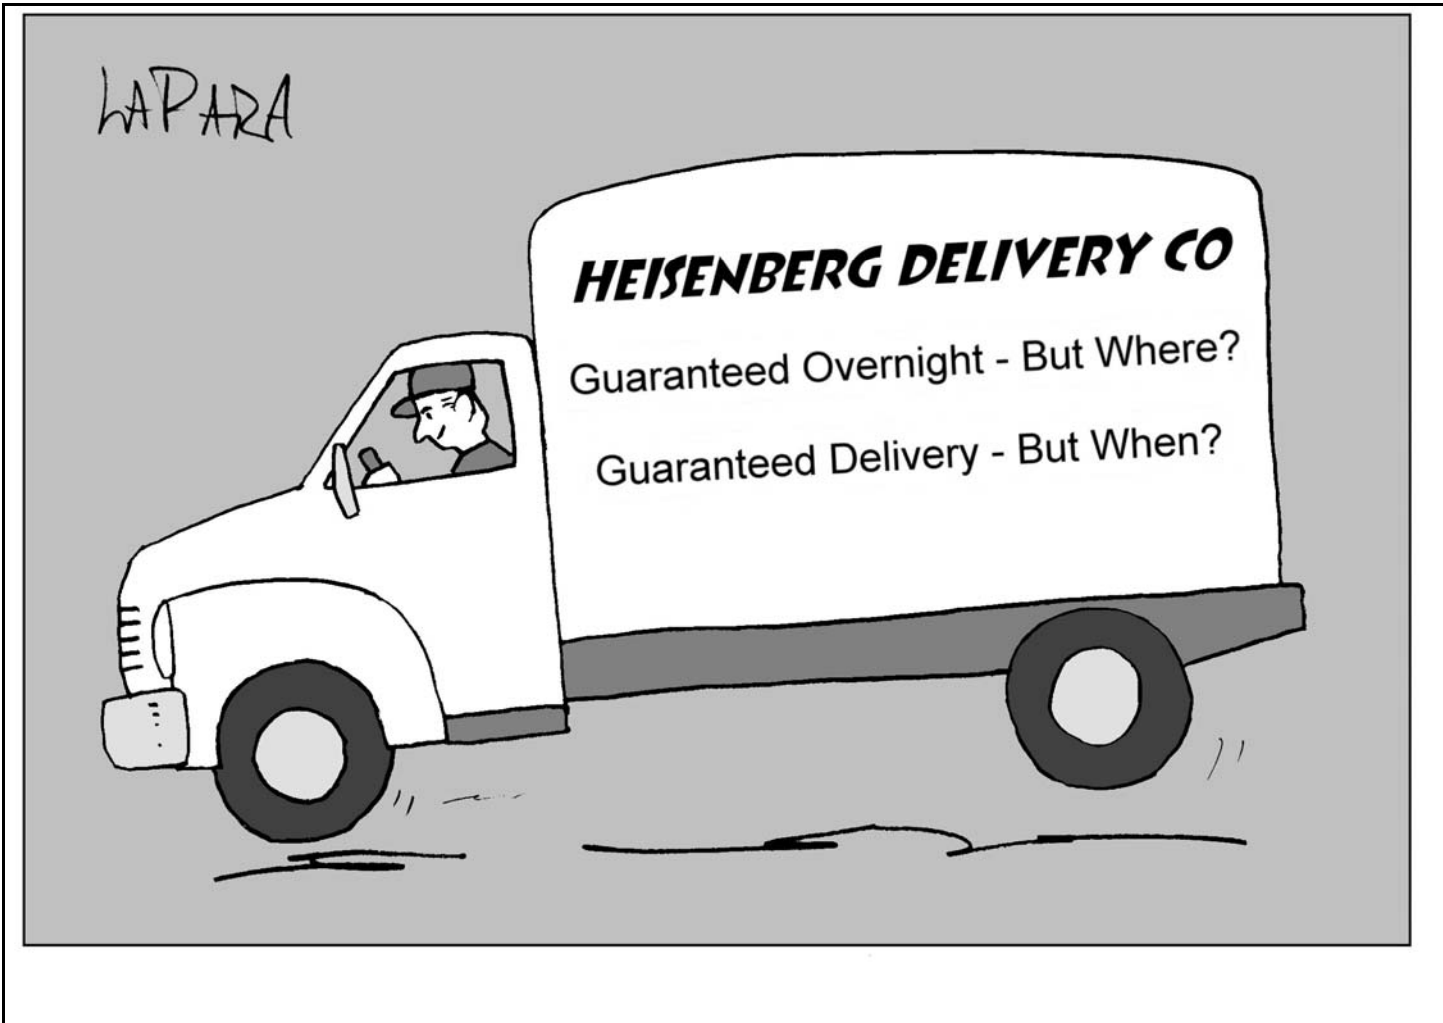 LAPARA
HEISENBERG DELIVERY CO
Guaranteed Overnight - But Where?
Guaranteed Delivery - But When?